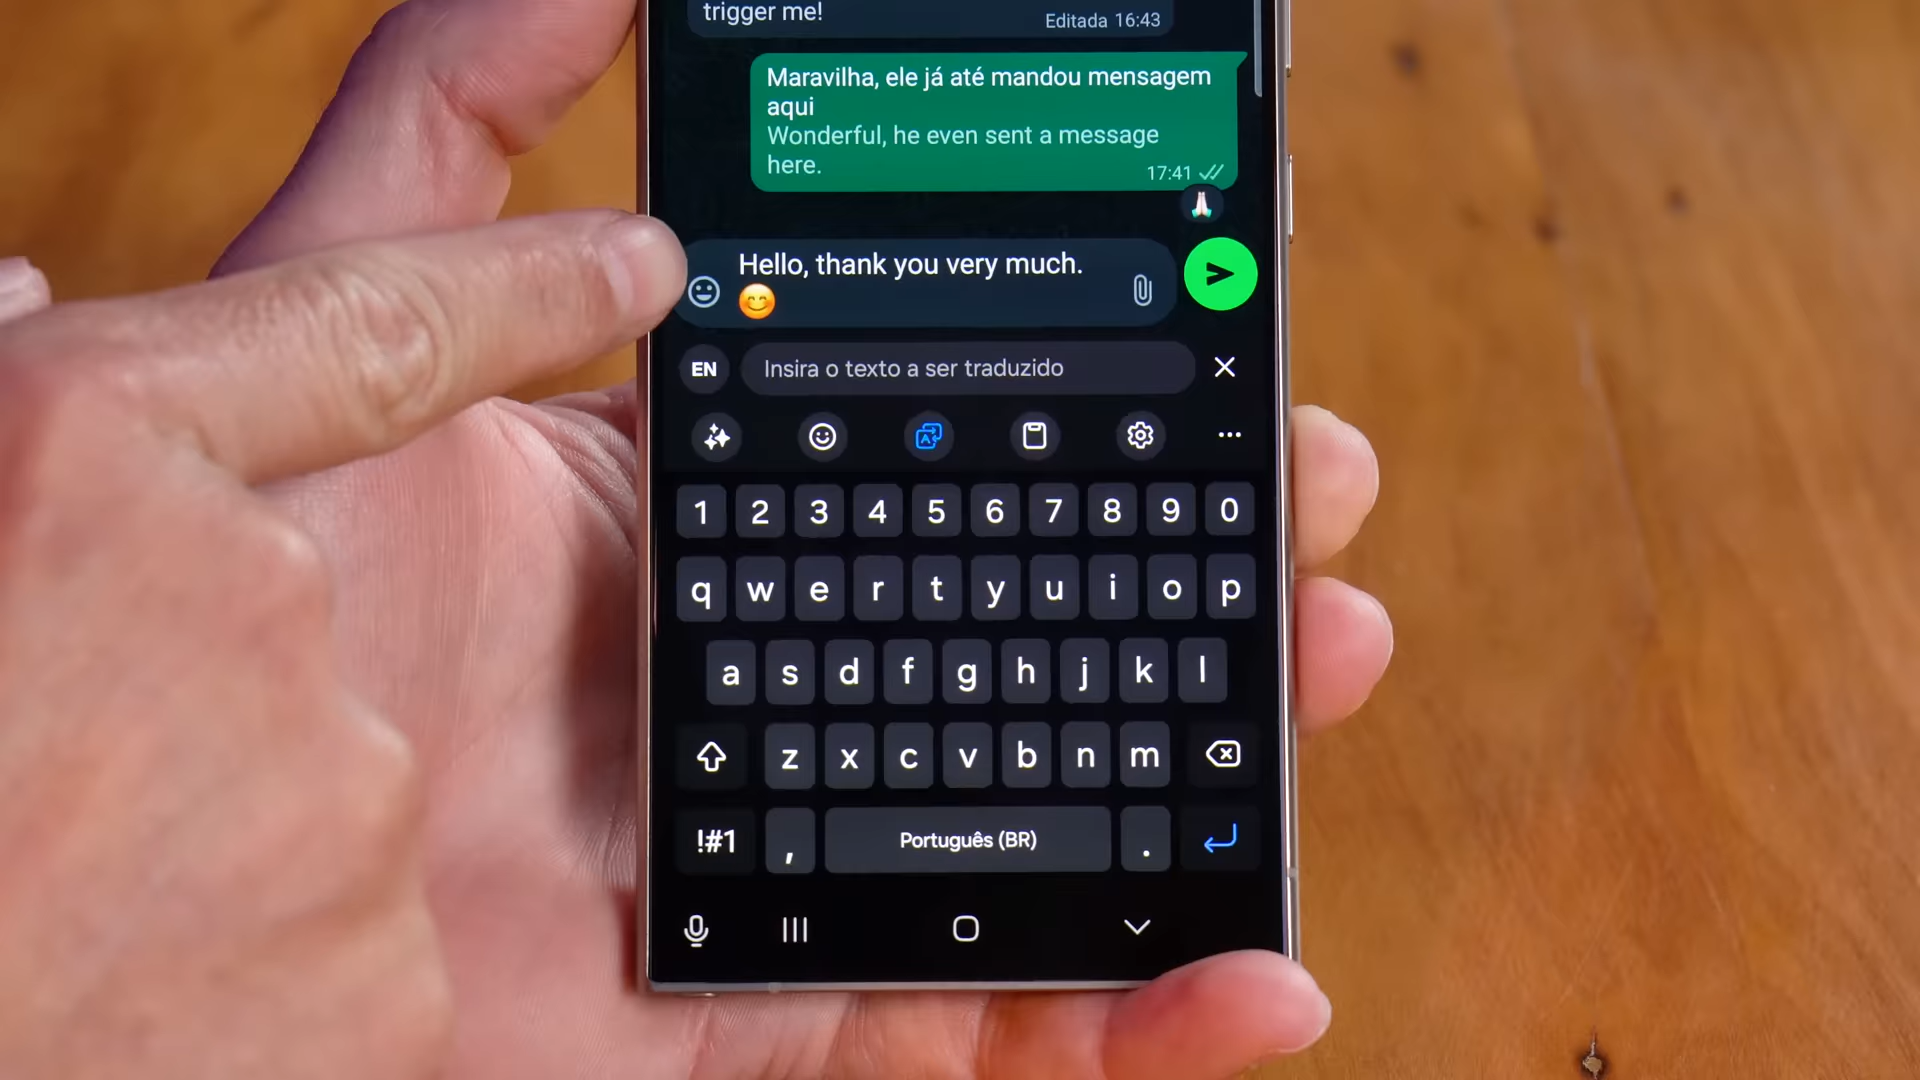 trigger me!
Editada 16:43
Maravilha, ele já até mandou mensagem
aqui
Wonderful, he even sent a message
here.
17:41
Hello, thank you very much.
😊
EN Insira o texto a ser traduzido
1 2 3 4 5 6 7 8 9 0
q w e r t y u i o p
a s d f g h j k l
z x c v b n m
!#1 , Português (BR) .